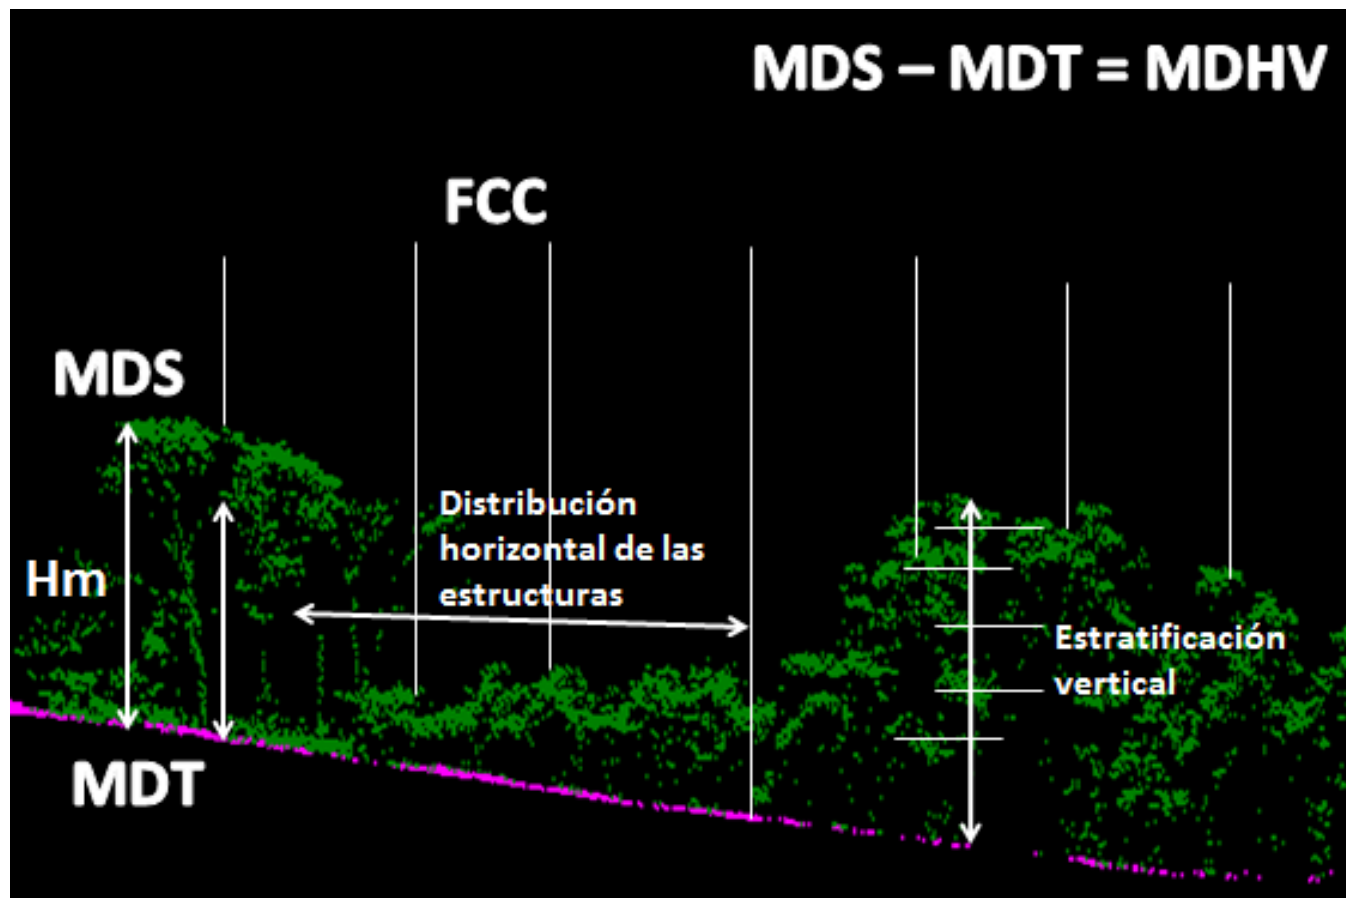 MDS – MDT = MDHV
FCC
MDS
Distribución
horizontal de las
estructuras
Hm
Estratificación
vertical
MDT